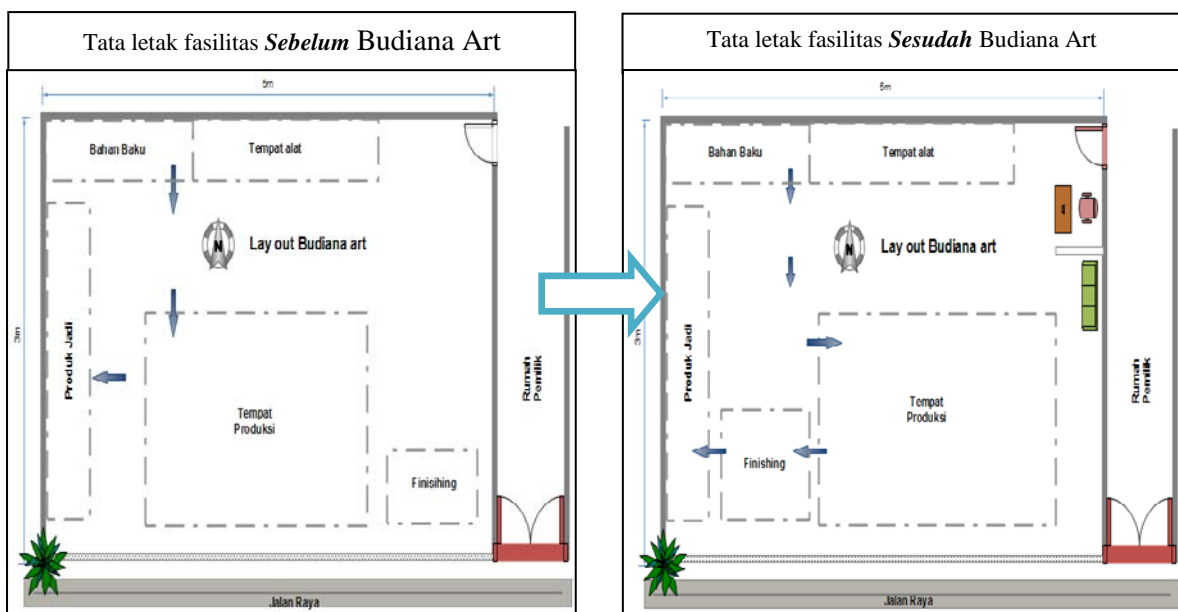 Tata letak fasilitas Sebelum Budiana Art
5m
Bahan Baku
Tempat alat
N
Lay out Budiana art
3m
Produk Jadi
Tempat
Produksi
Finisihing
Rumah
Pemilik
Jalan Raya
Tata letak fasilitas Sesudah Budiana Art
5m
Bahan Baku
Tempat alat
N
Lay out Budiana art
3m
Produk Jadi
Tempat
Produksi
Finishing
Rumah
Pemilik
Jalan Raya